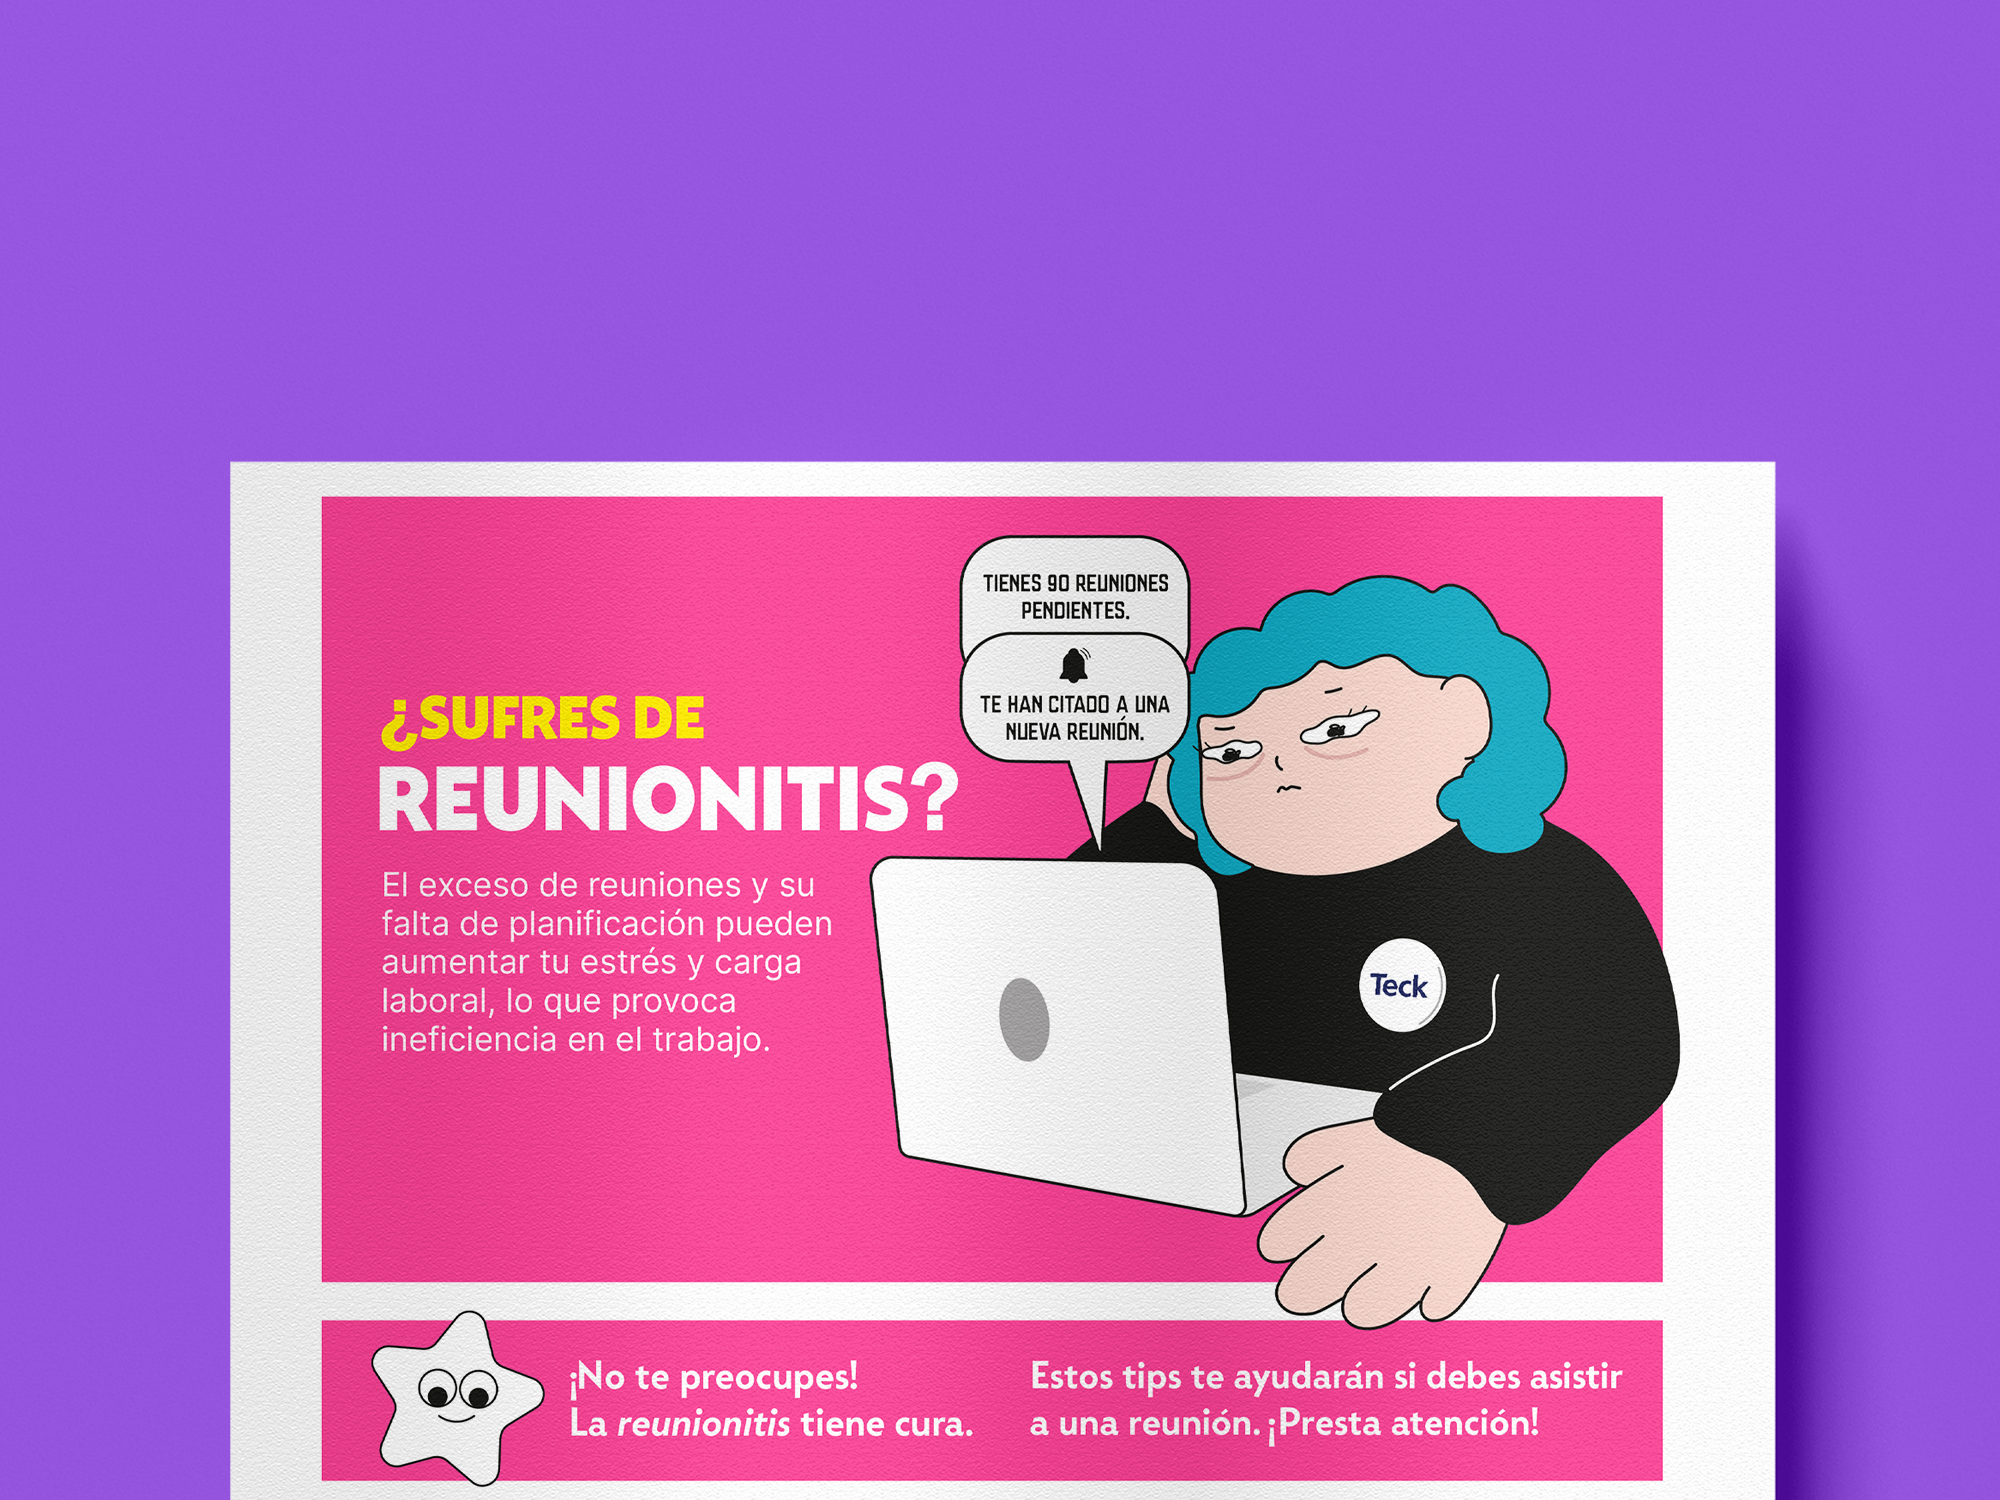 ¿SUFRES DE
REUNIONITIS?
El exceso de reuniones y su
falta de planificación pueden
aumentar tu estrés y carga
laboral, lo que provoca
ineficiencia en el trabajo.
TIENES 90 REUNIONES
PENDIENTES.
TE HAN CITADO A UNA
NUEVA REUNIÓN.
Teck
¡No te preocupes!
La reunionitis tiene cura.
Estos tips te ayudarán si debes asistir
a una reunión. ¡Presta atención!